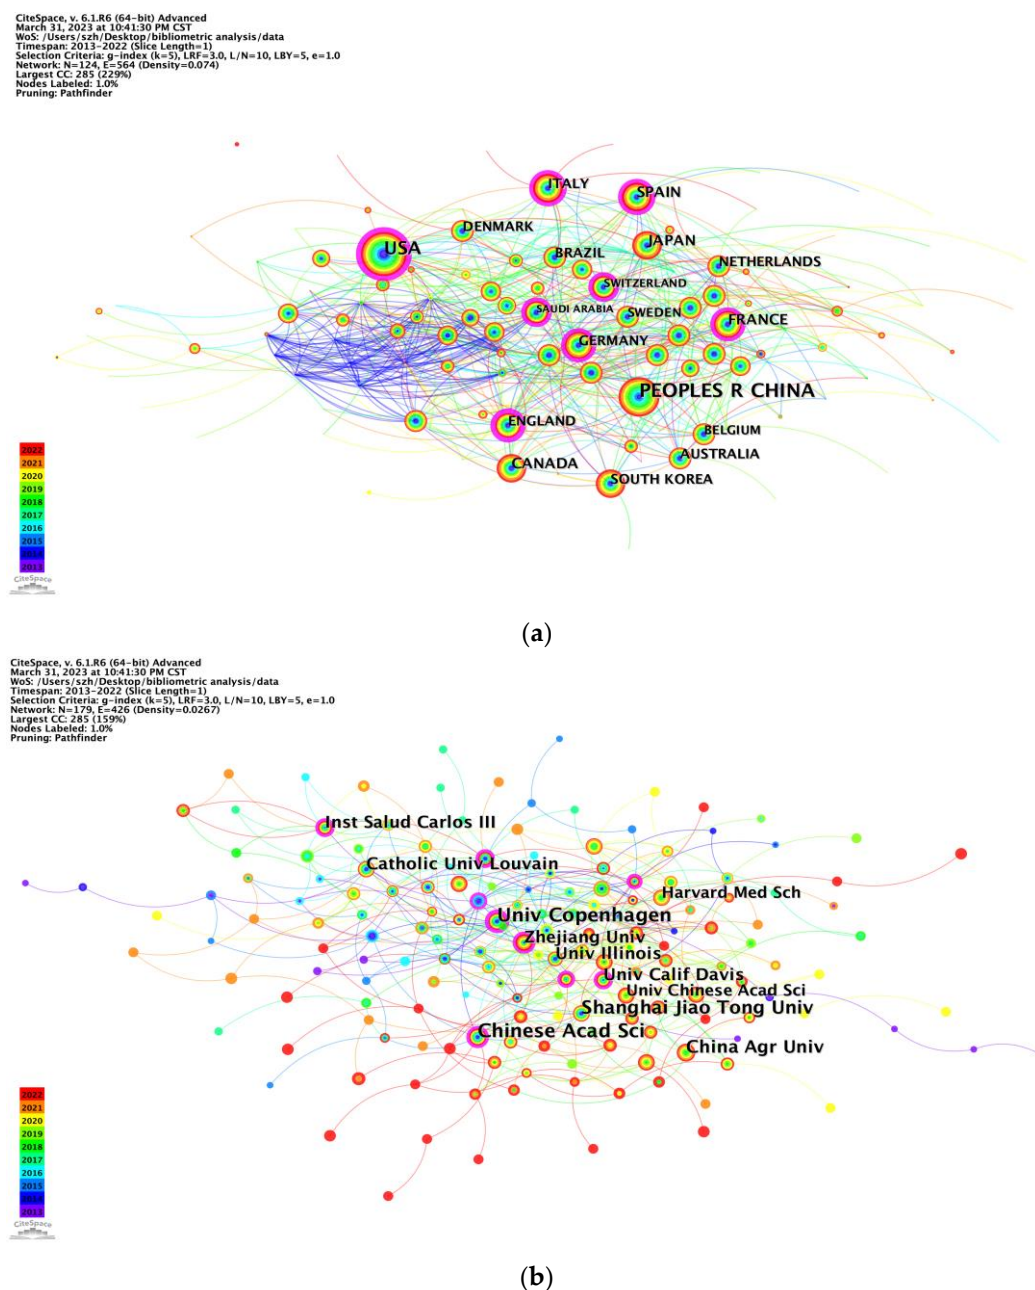 CiteSpace, v. 6.1.R6 (64-bit) Advanced
March 31, 2023 at 10:41:30 PM CST
WoS: /Users/szh/Desktop/bibliometric analysis/data
Timespan: 2013-2022 (Slice Length=1)
Selection Criteria: g-index (k=5), LRF=3.0, L/N=10, LBY=5, e=1.0
Network: N=124, E=564 (Density=0.074)
Largest CC: 285 (229%)
Nodes Labeled: 1.0%
Pruning: Pathfinder
ITALY
SPAIN
DENMARK
USA
JAPAN
BRAZIL
NETHERLANDS
SWITZERLAND
SAUDI ARABIA
SWEDEN
FRANCE
GERMANY
PEOPLES R CHINA
ENGLAND
BELGIUM
AUSTRALIA
CANADA
SOUTH KOREA
2022
2021
2020
2019
2018
2017
2016
2015
2014
2013
CiteSpace
(a)
CiteSpace, v. 6.1.R6 (64-bit) Advanced
March 31, 2023 at 10:41:30 PM CST
WoS: /Users/szh/Desktop/bibliometric analysis/data
Timespan: 2013-2022 (Slice Length=1)
Selection Criteria: g-index (k=5), LRF=3.0, L/N=10, LBY=5, e=1.0
Network: N=179, E=426 (Density=0.0267)
Largest CC: 285 (159%)
Nodes Labeled: 1.0%
Pruning: Pathfinder
Inst Salud Carlos III
Catholic Univ Louvain
Harvard Med Sch
Univ Copenhagen
Zhejiang Univ
Univ Illinois
Univ Calif Davis
Univ Chinese Acad Sci
Shanghai Jiao Tong Univ
Chinese Acad Sci
China Agr Univ
2022
2021
2020
2019
2018
2017
2016
2015
2014
2013
CiteSpace
(b)